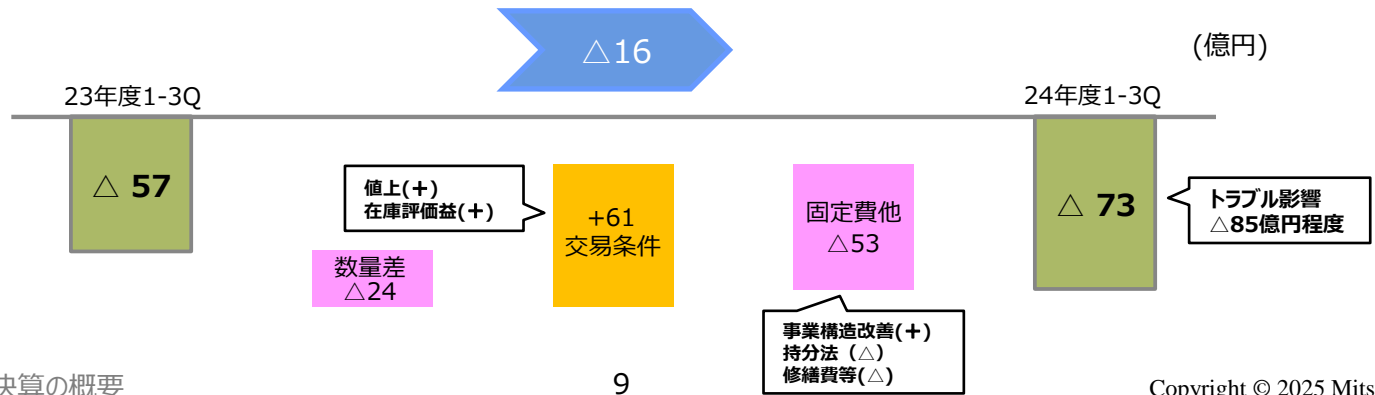 △16
(億円)
23年度1-3Q
24年度1-3Q
△ 57
値上(＋)
在庫評価益(＋)
数量差
△24
+61
交易条件
固定費他
△53
事業構造改善(＋)
持分法（△）
修繕費等(△)
△ 73
トラブル影響
△85億円程度
決算の概要
9
Copyright © 2025 Mits